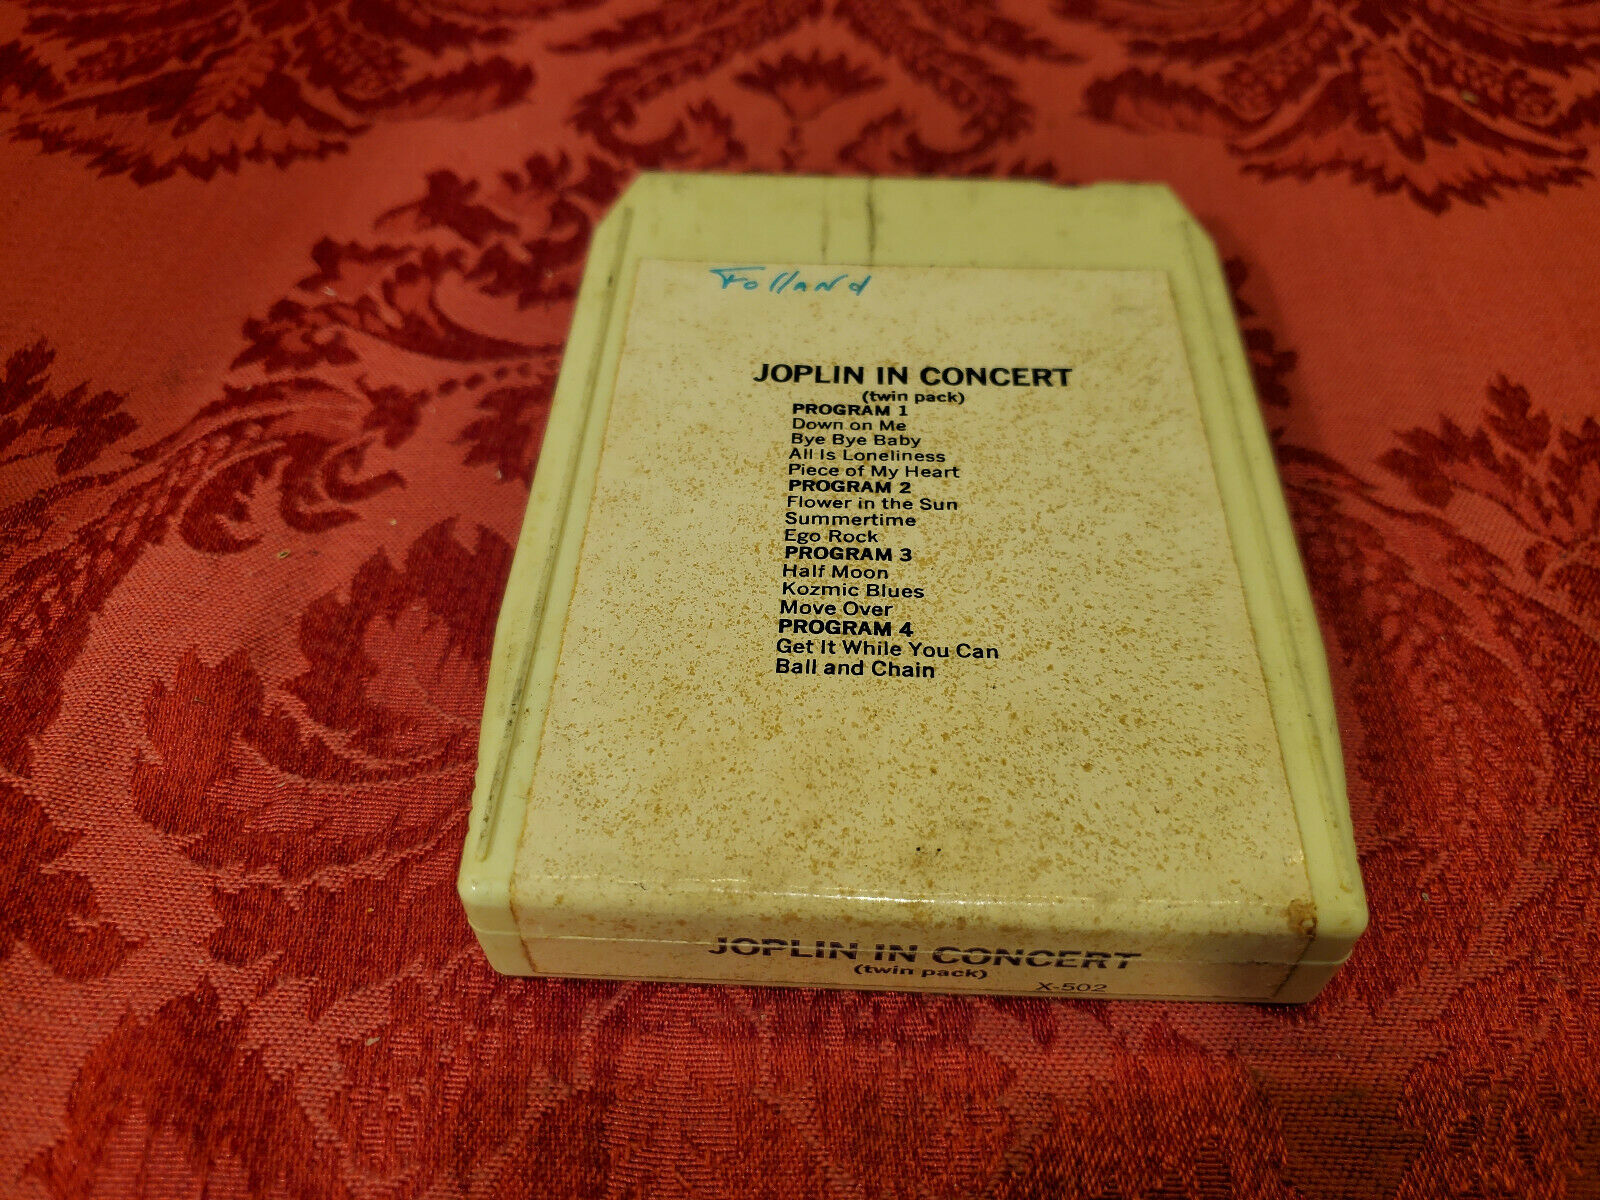 Folland
JOPLIN IN CONCERT
(twin pack)
PROGRAM 1
Down on Me
Bye Bye Baby
All Is Loneliness
Piece of My Heart
PROGRAM 2
Flower in the Sun
Summertime
Ego Rock
PROGRAM 3
Half Moon
Kozmic Blues
Move Over
PROGRAM 4
Get It While You Can
Ball and Chain
JOPLIN IN CONCERT
(twin pack)
X-502